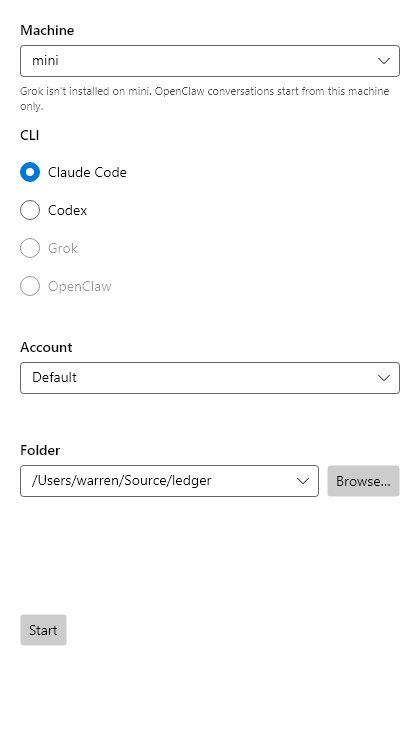 Machine
mini
Grok isn't installed on mini. OpenClaw conversations start from this machine
only.
CLI
Claude Code
Codex
Grok
OpenClaw
Account
Default
Folder
/Users/warren/Source/ledger
Browse...
Start